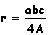 r = abc
4A